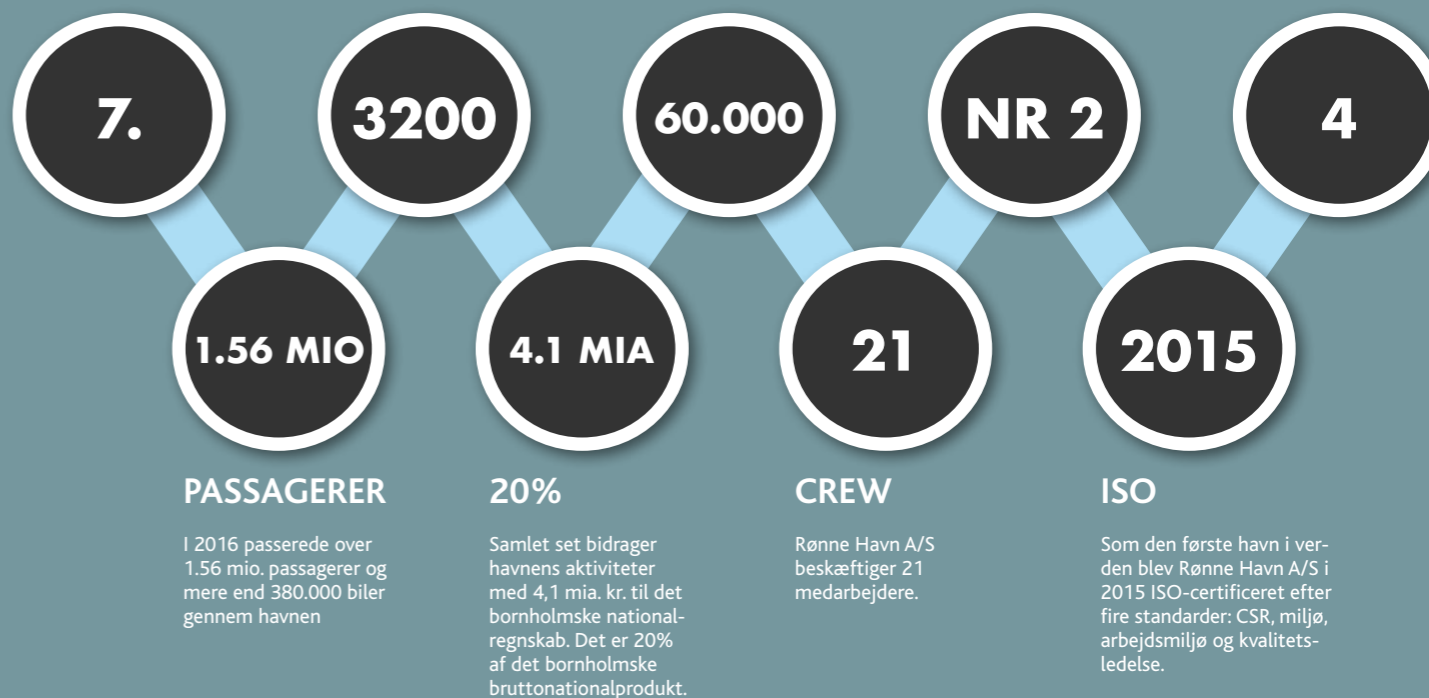 7.
3200
60.000
NR 2
4
1.56 MIO
4.1 MIA
21
2015
PASSAGERER
I 2016 passerede over
1.56 mio. passagerer og
mere end 380.000 biler
gennem havnen
20%
Samlet set bidrager
havnens aktiviteter
med 4,1 mia. kr. til det
bornholmske national-
regnskab. Det er 20%
af det bornholmske
bruttonationalprodukt.
CREW
Rønne Havn A/S
beskæftiger 21
medarbejdere.
ISO
Som den første havn i ver-
den blev Rønne Havn A/S i
2015 ISO-certificeret efter
fire standarder: CSR, miljø,
arbejdsmiljø og kvalitets-
ledelse.